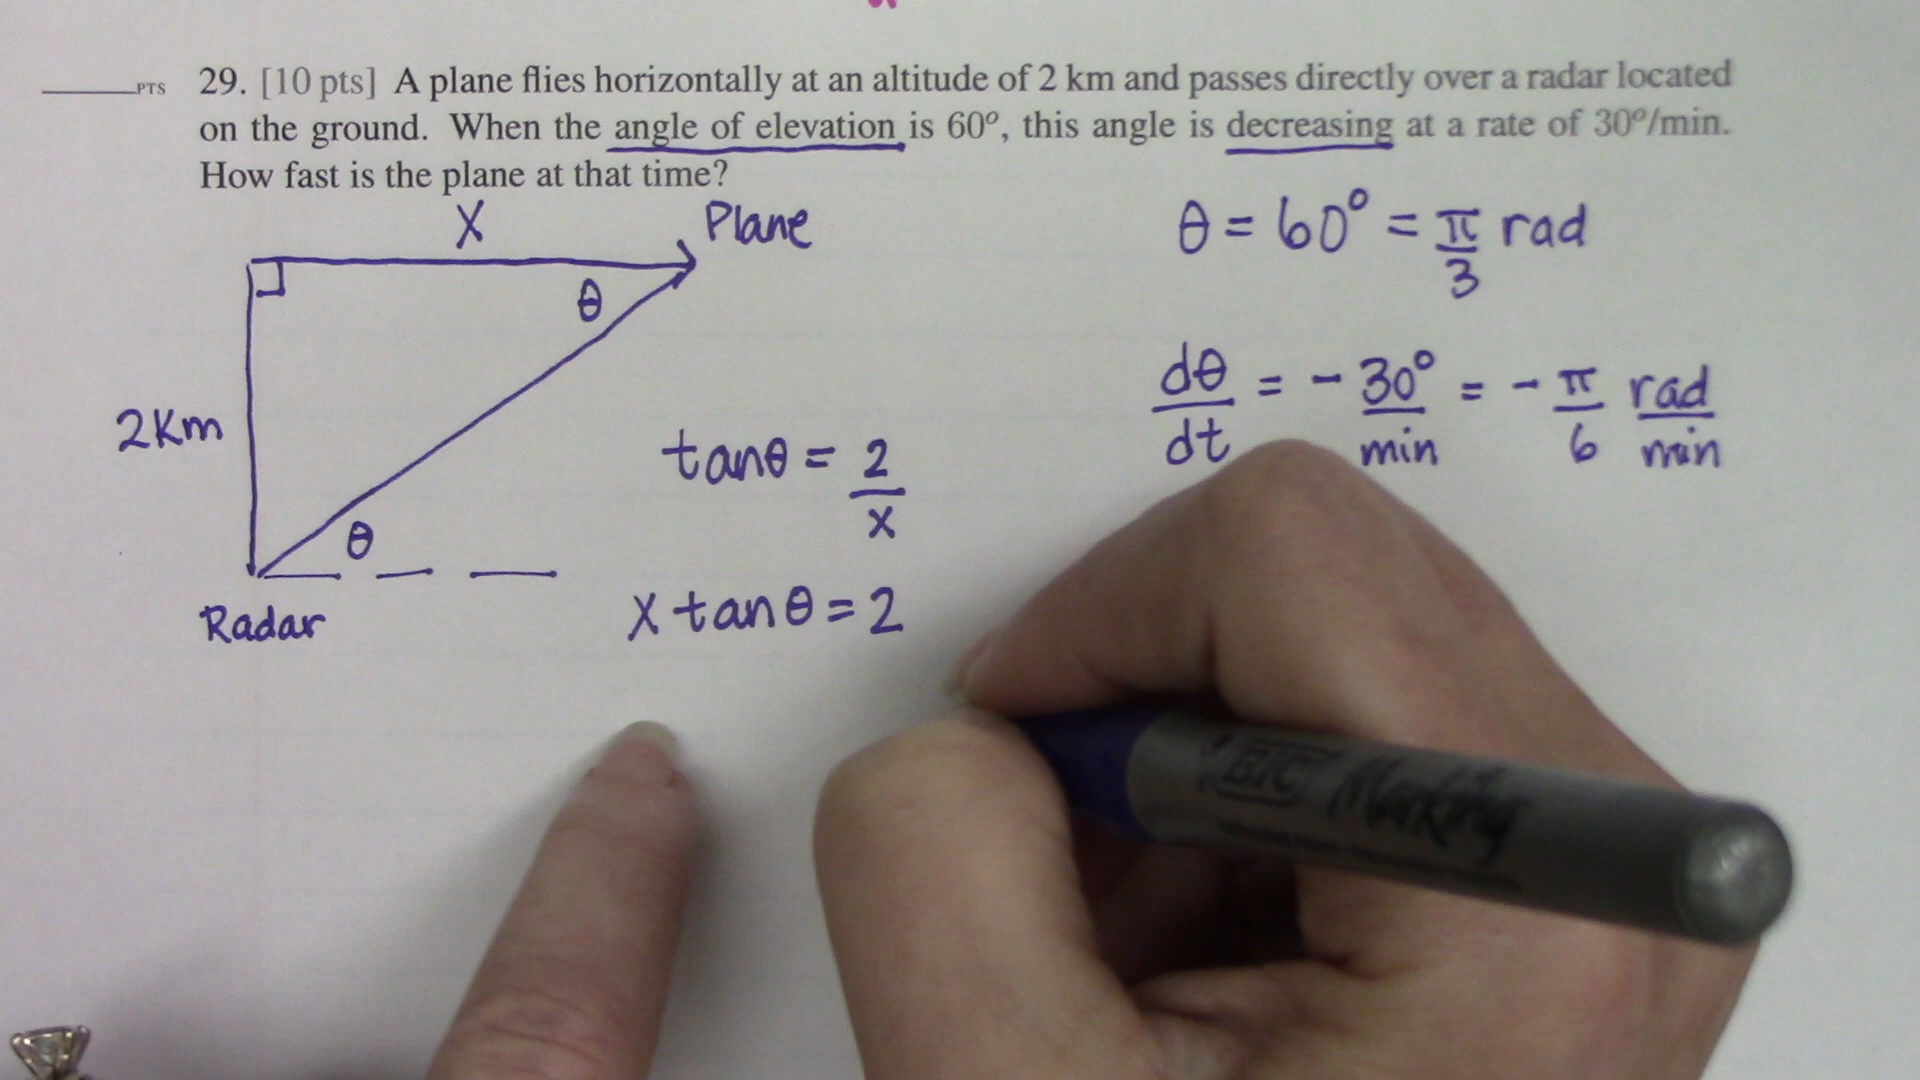 PTS 29. [10 pts] A plane flies horizontally at an altitude of 2 km and passes directly over a radar located
on the ground. When the angle of elevation is 60º, this angle is decreasing at a rate of 30º/min.
How fast is the plane at that time?
X Plane
θ
2Km
θ
Radar
tanθ = 2/x
x tanθ = 2
θ = 60° = π/3 rad
dθ/dt = -30°/min = -π/6 rad/min
BIC Marking